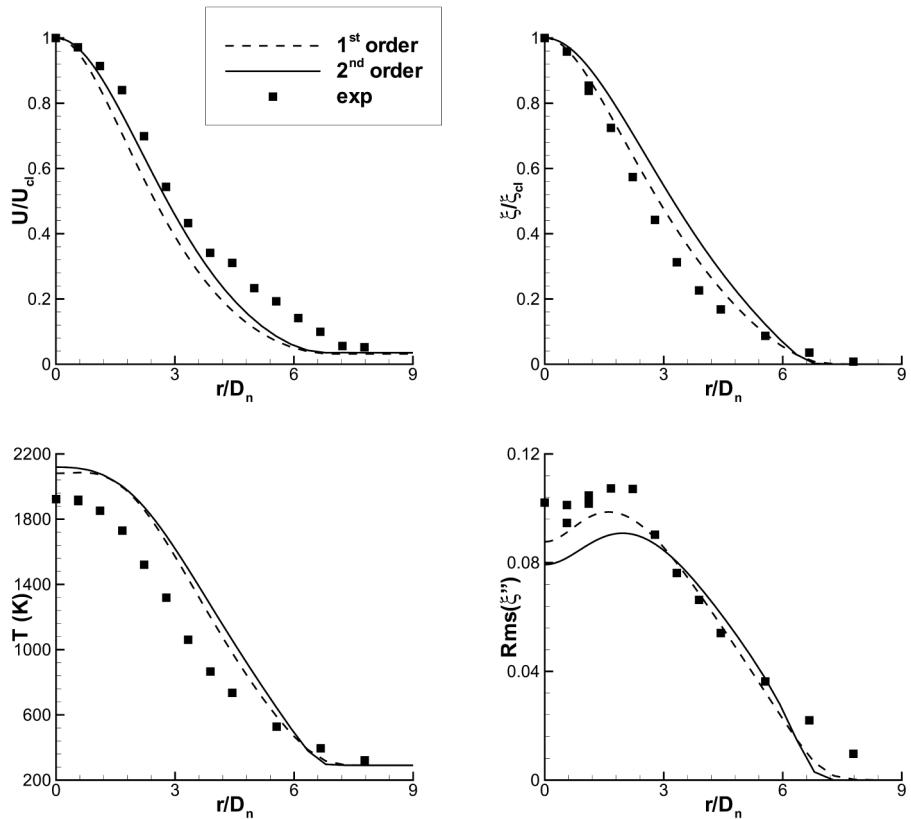 1st order
2nd order
exp
U/Ucl
1
0.8
0.6
0.4
0.2
0
0 3 6 9
r/Dn
ξ/ξcl
1
0.8
0.6
0.4
0.2
0
0 3 6 9
r/Dn
T (K)
2200
1800
1400
1000
600
200
0 3 6 9
r/Dn
Rms(ξ”)
0.12
0.08
0.04
0
0 3 6 9
r/Dn